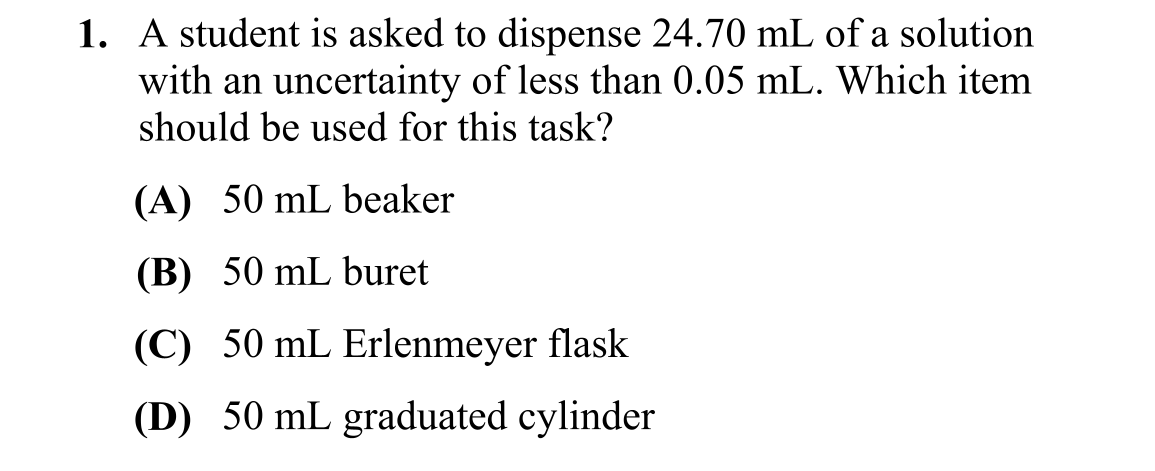 1. A student is asked to dispense 24.70 mL of a solution
with an uncertainty of less than 0.05 mL. Which item
should be used for this task?
(A) 50 mL beaker
(B) 50 mL buret
(C) 50 mL Erlenmeyer flask
(D) 50 mL graduated cylinder